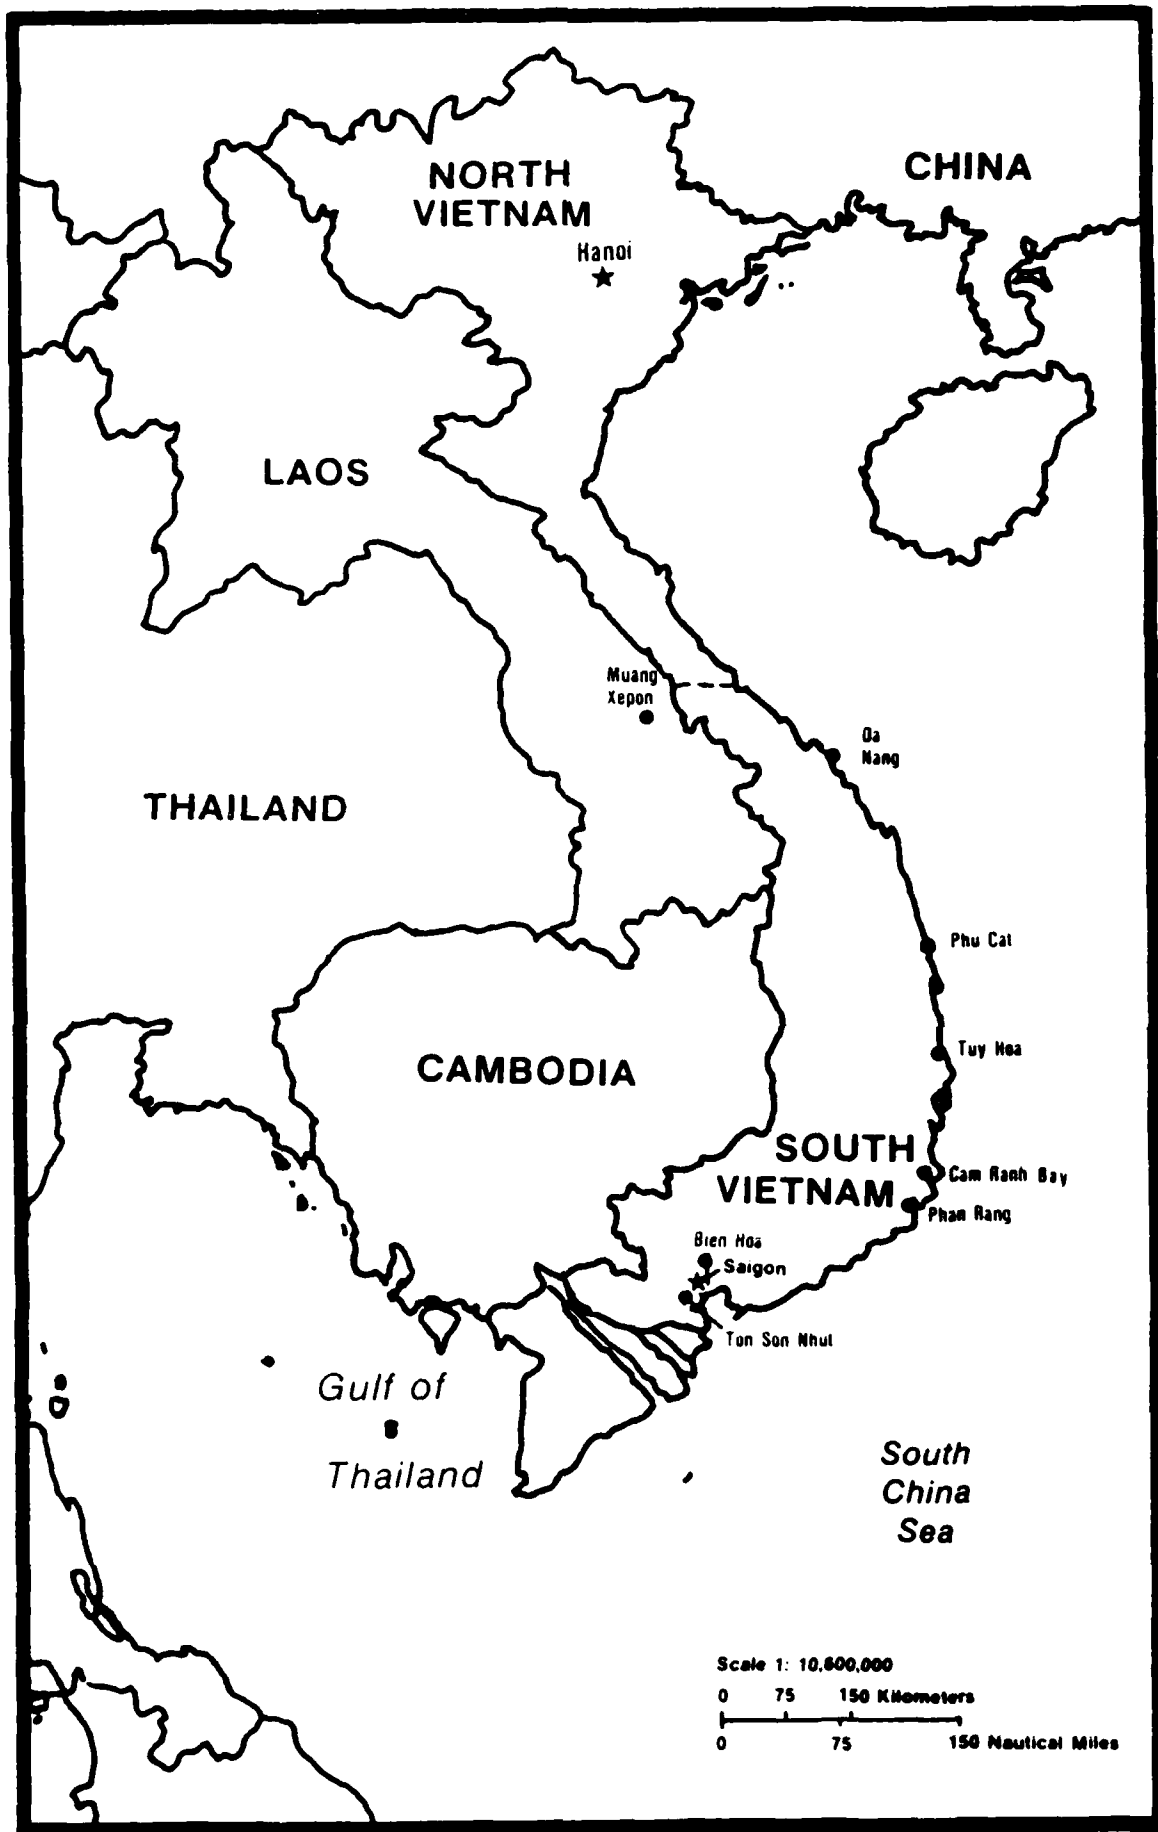 NORTH
VIETNAM
CHINA
Hanoi
LAOS
Muang
Xepon
Da
Nang
THAILAND
Phu Cat
Tuy Hoa
CAMBODIA
SOUTH
VIETNAM
Cam Ranh Bay
Phan Rang
Bien Hoa
Saigon
Ton Son Nhut
Gulf of
Thailand
South
China
Sea
Scale 1: 10,600,000
0 75 150 Kilometers
0 75 150 Nautical Miles